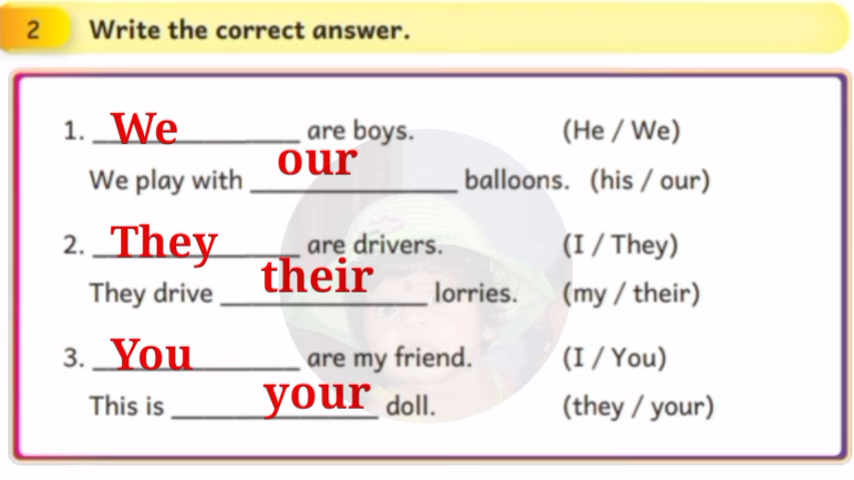 2 Write the correct answer.
1. We are boys. (He / We)
We play with our balloons. (his / our)
2. They are drivers. (I / They)
They drive their lorries. (my / their)
3. You are my friend. (I / You)
This is your doll. (they / your)